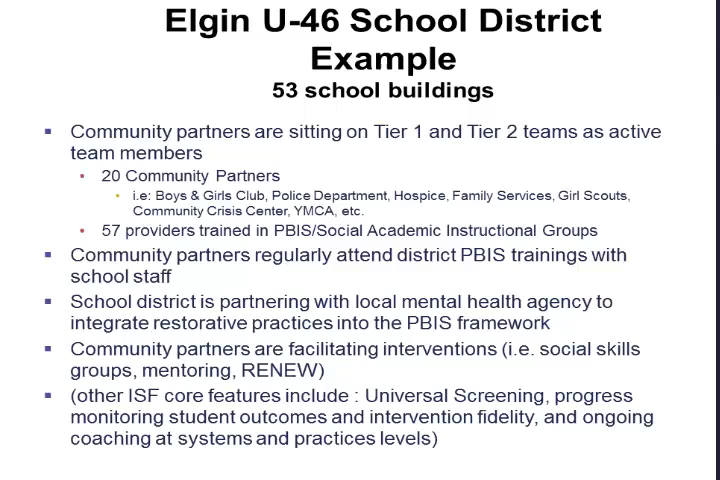 Elgin U-46 School District
Example
53 school buildings
▪ Community partners are sitting on Tier 1 and Tier 2 teams as active
team members
• 20 Community Partners
• i.e: Boys & Girls Club, Police Department, Hospice, Family Services, Girl Scouts,
Community Crisis Center, YMCA, etc.
• 57 providers trained in PBIS/Social Academic Instructional Groups
▪ Community partners regularly attend district PBIS trainings with
school staff
▪ School district is partnering with local mental health agency to
integrate restorative practices into the PBIS framework
▪ Community partners are facilitating interventions (i.e. social skills
groups, mentoring, RENEW)
▪ (other ISF core features include : Universal Screening, progress
monitoring student outcomes and intervention fidelity, and ongoing
coaching at systems and practices levels)